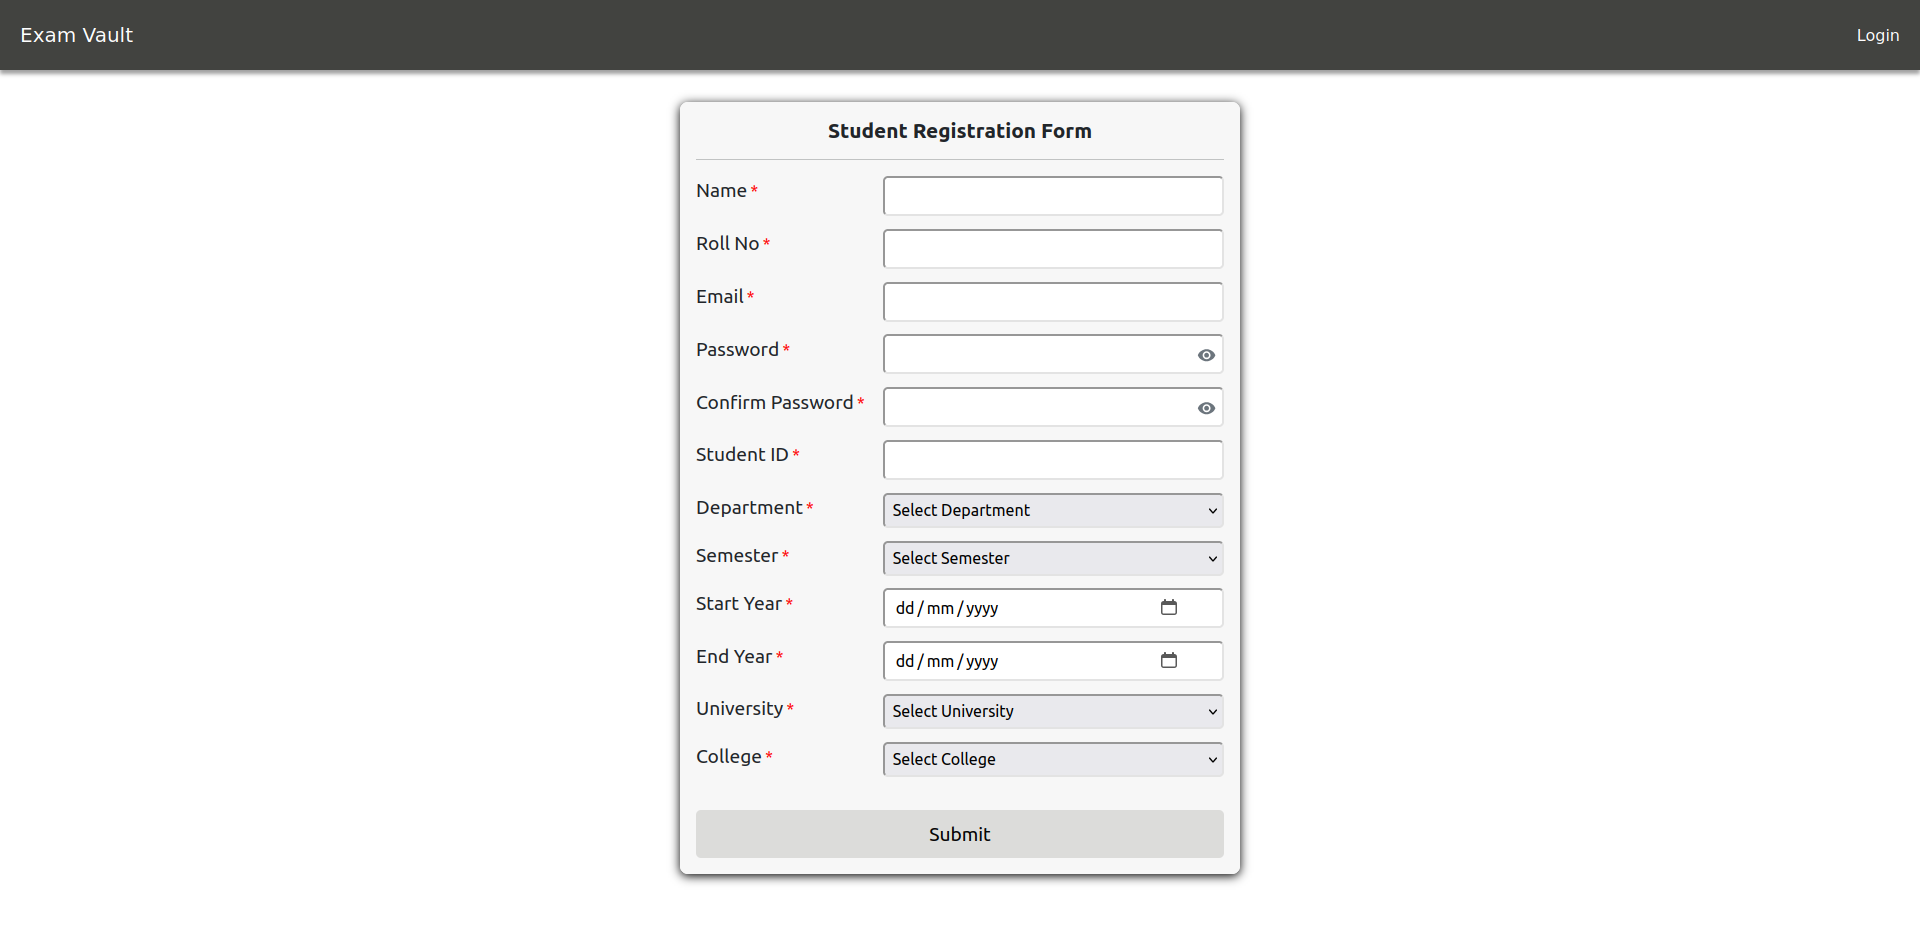 Exam Vault
Login
Student Registration Form
Name *
Roll No *
Email *
Password *
Confirm Password *
Student ID *
Department * Select Department
Semester * Select Semester
Start Year * dd/mm/yyyy
End Year * dd/mm/yyyy
University * Select University
College * Select College
Submit